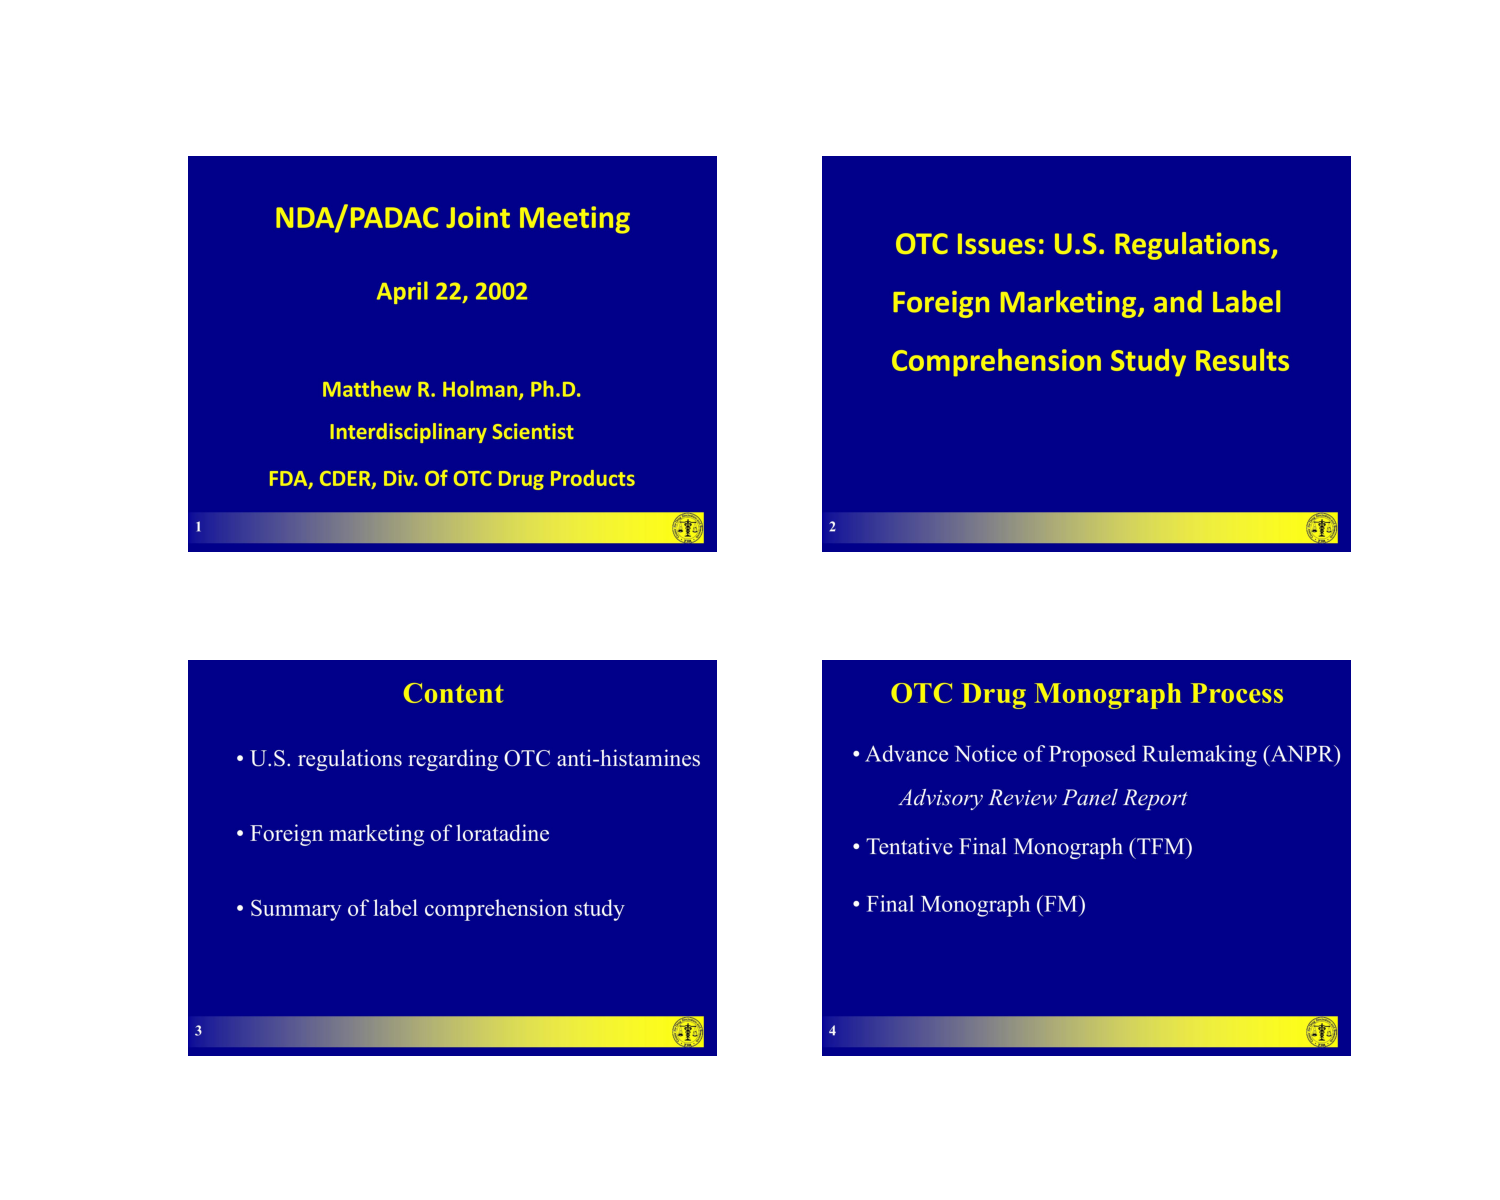 NDA/PADAC Joint Meeting
April 22, 2002
Matthew R. Holman, Ph.D.
Interdisciplinary Scientist
FDA, CDER, Div. Of OTC Drug Products
1
OTC Issues: U.S. Regulations,
Foreign Marketing, and Label
Comprehension Study Results
2
Content
• U.S. regulations regarding OTC anti-histamines
• Foreign marketing of loratadine
• Summary of label comprehension study
3
OTC Drug Monograph Process
• Advance Notice of Proposed Rulemaking (ANPR)
Advisory Review Panel Report
• Tentative Final Monograph (TFM)
• Final Monograph (FM)
4